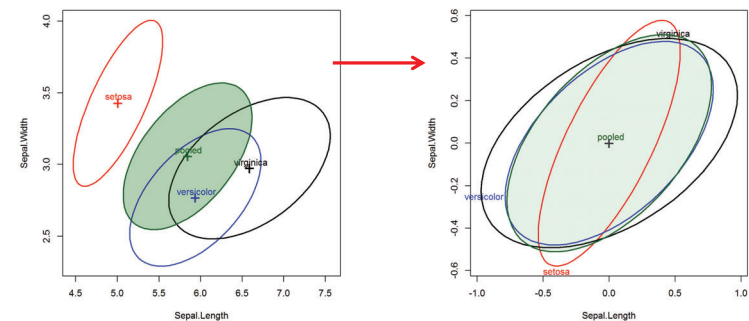 4.0
3.5
3.0
2.5
Sepal.Width
setosa
pooled
virginica
versicolor
4.5 5.0 5.5 6.0 6.5 7.0 7.5
Sepal.Length
0.6
0.4
0.2
0.0
-0.2
-0.4
-0.6
Sepal.Width
virginica
pooled
versicolor
setosa
-1.0 -0.5 0.0 0.5 1.0
Sepal.Length